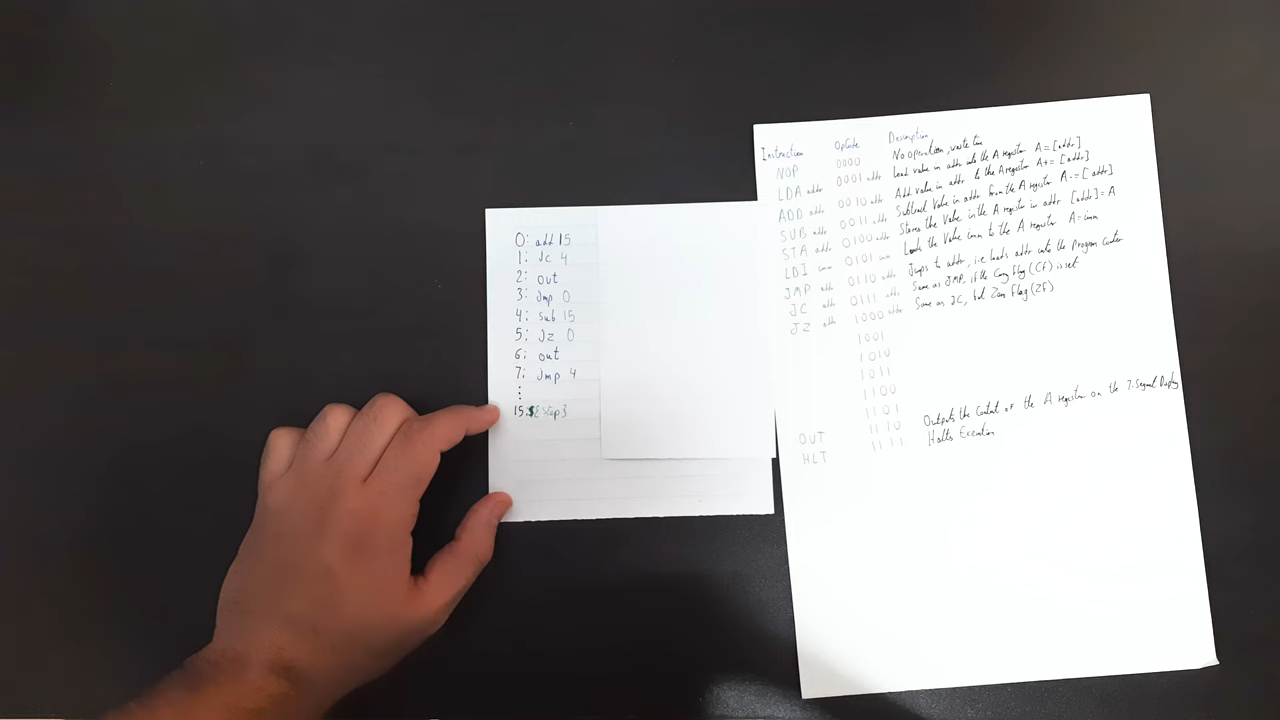 0: add 15
1: Jc 4
2: out
3: Jmp 0
4: sub 15
5: Jz 0
6: out
7: Jmp 4
⋮
15:
Instruction OpCode Description
NOP 0000 No operation, waste time
LDA addr 0001 addr Load value in addr into the A register A=[addr]
ADD addr 0010 addr Add value in addr to the A register A+=[addr]
SUB addr 0011 addr Subtract Value in addr from the A register A-=[addr]
STA addr 0100 addr Stores the Value in the A register in addr [addr]=A
LDI imm 0101 imm Loads the Value imm to the A register A=imm
JMP addr 0110 addr Jumps to addr, i.e loads addr into the Program Counter
JC addr 0111 addr Same as JMP, if the Carry flag (CF) is set
JZ addr 1000 addr Same as JC, but Zero flag (ZF)
1001
1010
1011
1100
1101
OUT 1110 Outputs the Content of the A register on the 7-Segment Display
HLT 1111 Halts Execution